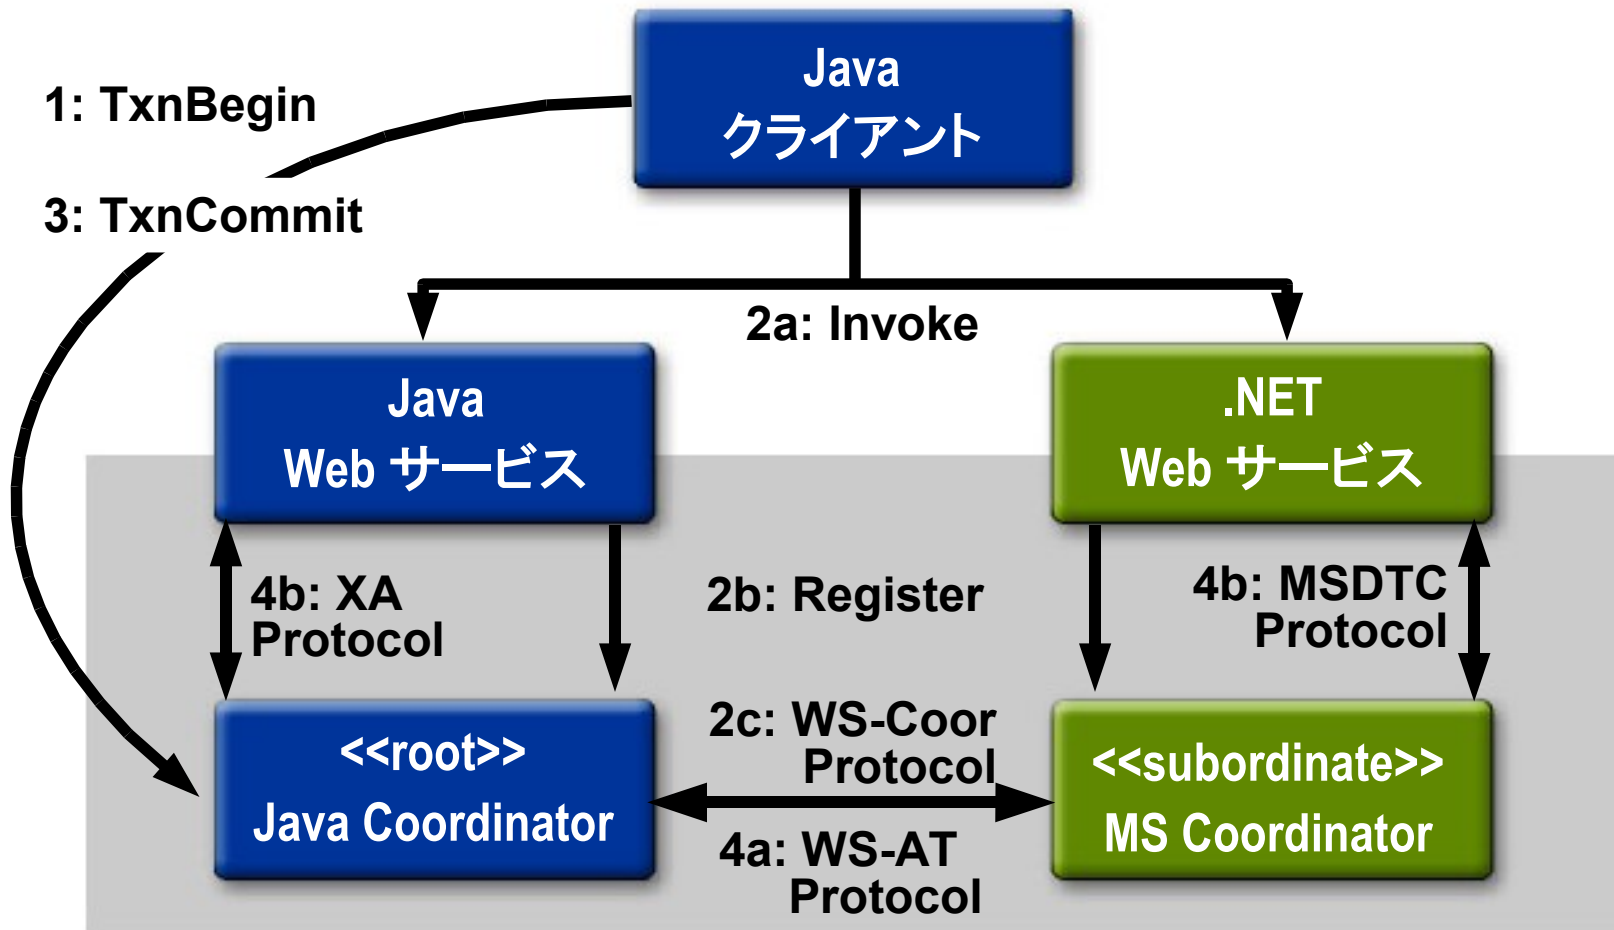 Java
クライアント
1: TxnBegin
3: TxnCommit
2a: Invoke
Java
Web サービス
.NET
Web サービス
4b: XA
Protocol
2b: Register
4b: MSDTC
Protocol
2c: WS-Coor
Protocol
<<root>>
Java Coordinator
<<subordinate>>
MS Coordinator
4a: WS-AT
Protocol